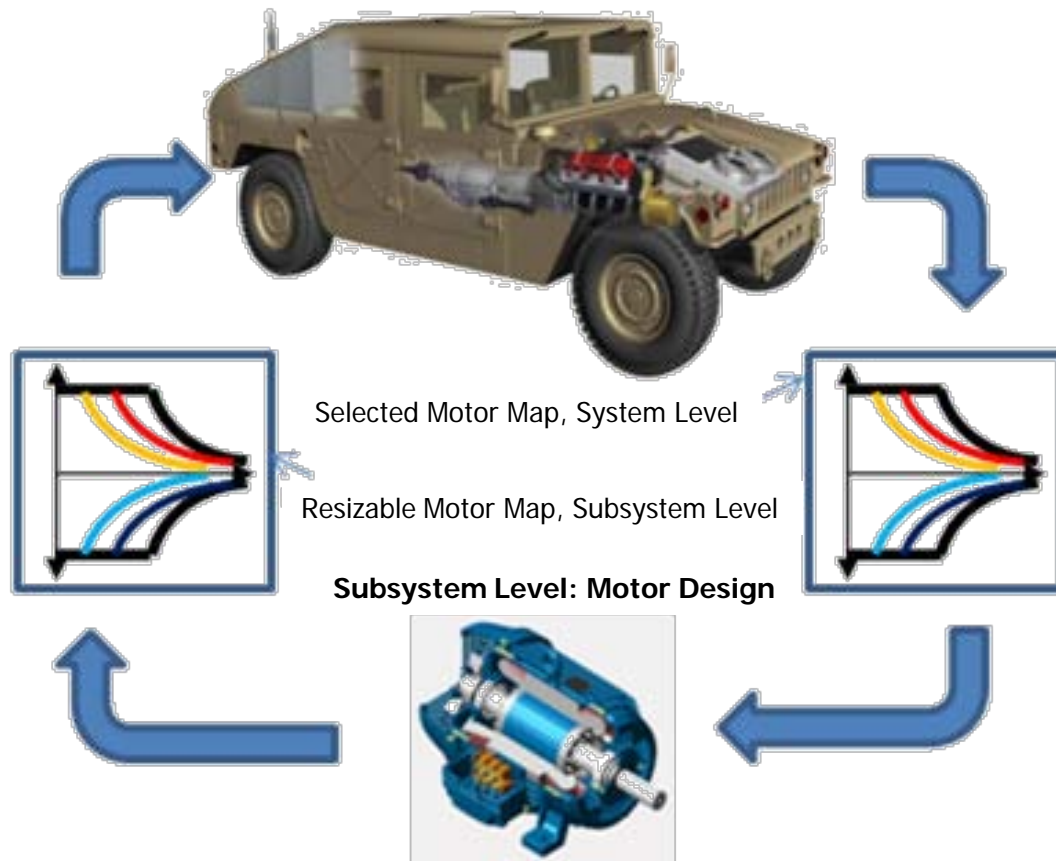 Selected Motor Map, System Level
Resizable Motor Map, Subsystem Level
Subsystem Level: Motor Design